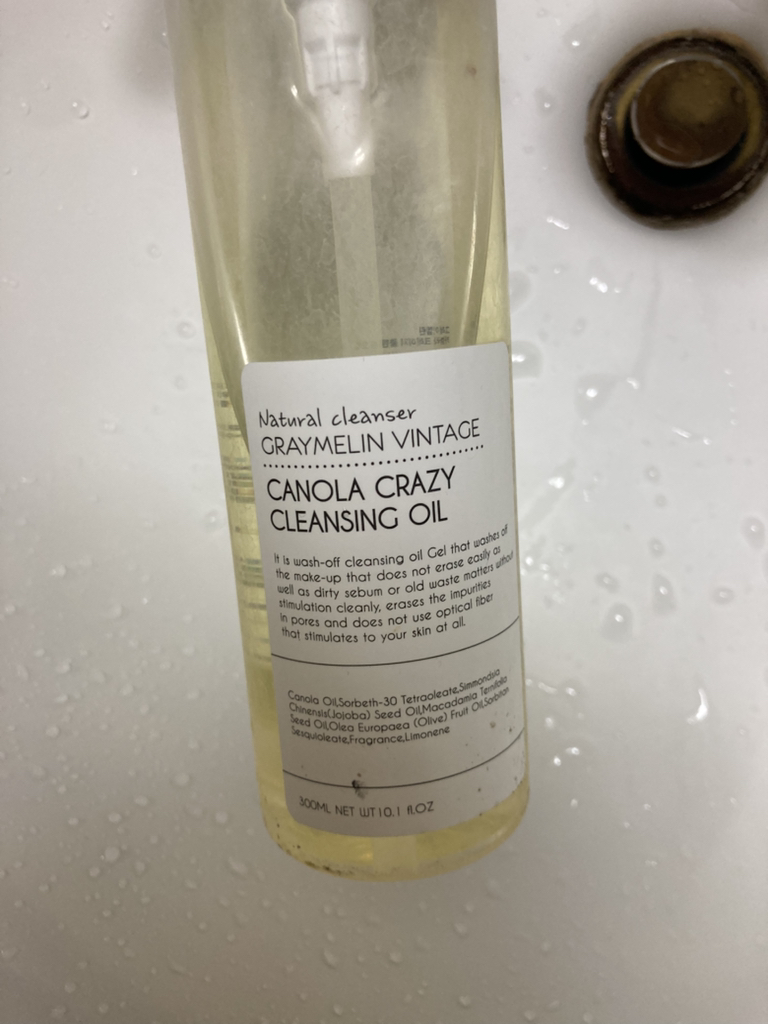 Natural cleanser
GRAYMELIN VINTAGE
CANOLA CRAZY
CLEANSING OIL
It is wash-off cleansing oil Gel that washes off
the make-up that does not erase easily as
well as dirty sebum or old waste matters without
stimulation cleanly, erases the impurities
in pores and does not use optical fiber
that stimulates to your skin at all.
Canola Oil,Sorbeth-30 Tetraoleate,Simmondsia
Chinensis(Jojoba) Seed Oil,Macadamia Ternifolia
Seed Oil,Olea Europaea (Olive) Fruit Oil,Sorbitan
Sesquioleate,Fragrance,Limonene
300ML NET WT 10.1 fl.OZ